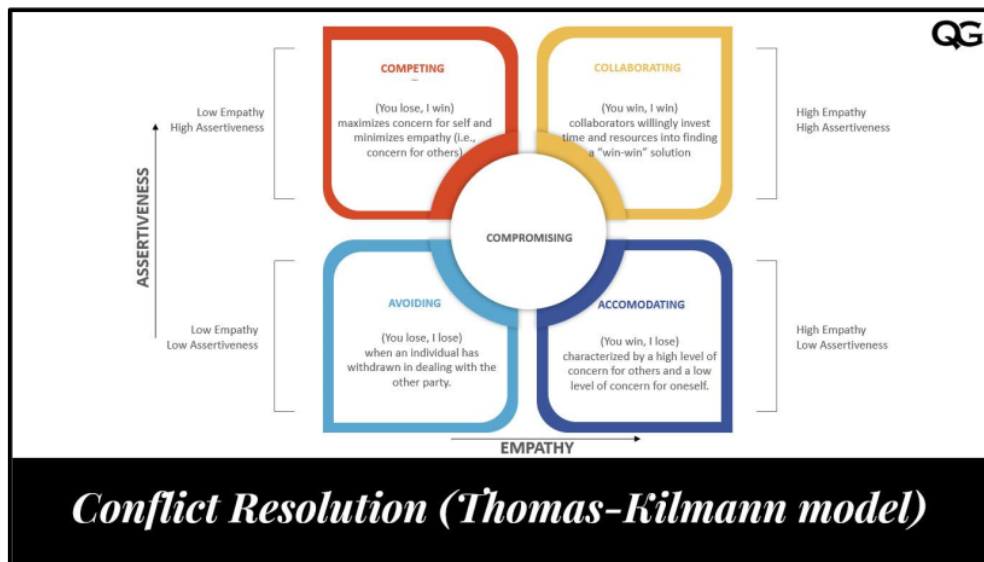 QG
COMPETING
(You lose, I win)
maximizes concern for self and
minimizes empathy (i.e.,
concern for others)
COLLABORATING
(You win, I win)
collaborators willingly invest
time and resources into finding
a “win-win” solution
Low Empathy
High Assertiveness
High Empathy
High Assertiveness
ASSERTIVENESS
COMPROMISING
AVOIDING
(You lose, I lose)
when an individual has
withdrawn in dealing with the
other party.
ACCOMODATING
(You win, I lose)
characterized by a high level of
concern for others and a low
level of concern for oneself.
Low Empathy
Low Assertiveness
High Empathy
Low Assertiveness
EMPATHY
Conflict Resolution (Thomas-Kilmann model)